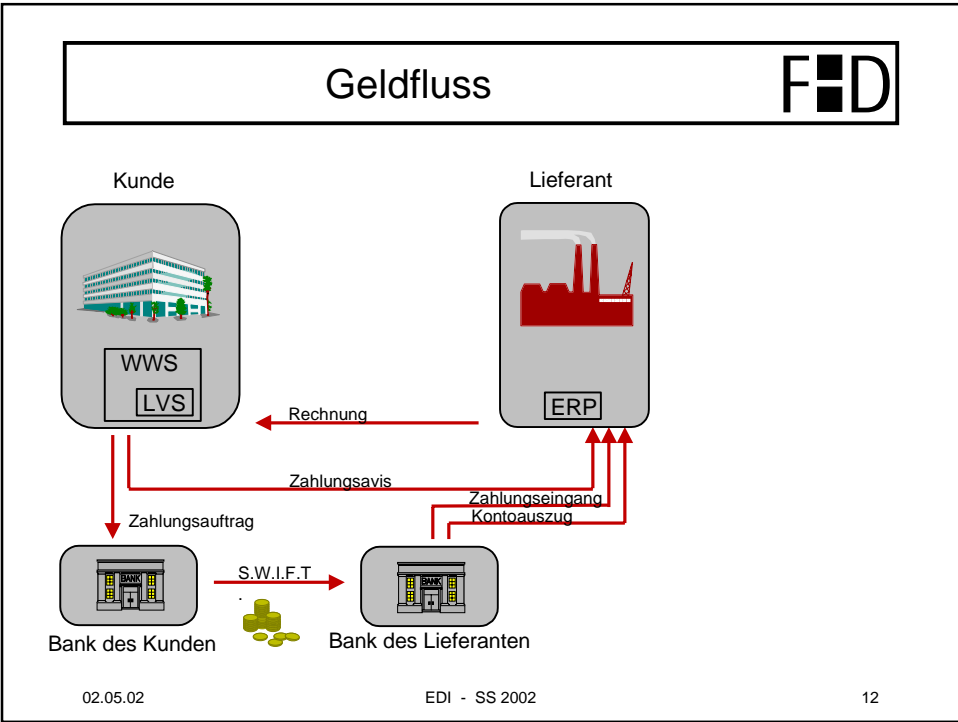 Geldfluss
F D
Kunde
Lieferant
WWS
LVS
ERP
Rechnung
Zahlungsavis
Zahlungseingang
Kontoauszug
Zahlungsauftrag
BANK
S.W.I.F.T
.
BANK
Bank des Kunden
Bank des Lieferanten
02.05.02
EDI - SS 2002
12